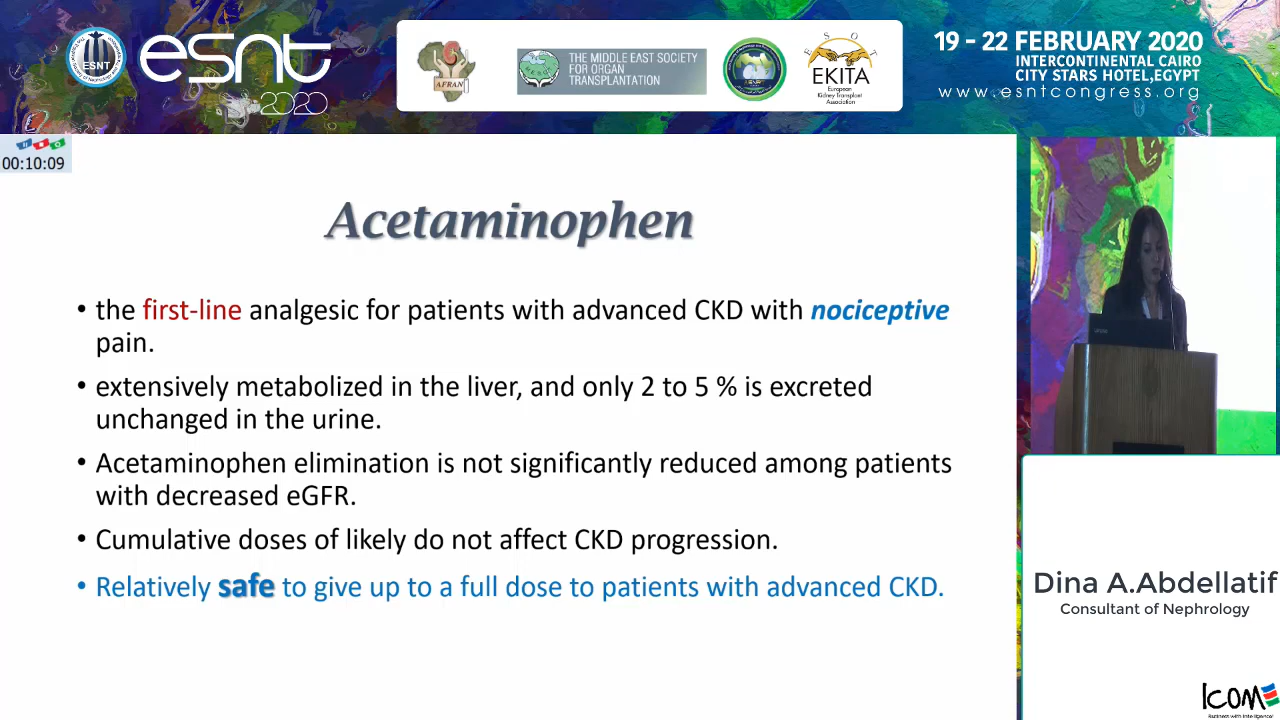 ESNT
esnt
2020
AFRAN
THE MIDDLE EAST SOCIETY
FOR ORGAN
TRANSPLANTATION
E S O T
EKITA
European
Kidney Transplant
Association
19 - 22 FEBRUARY 2020
INTERCONTINENTAL CAIRO
CITY STARS HOTEL,EGYPT
www.esntcongress.org
00:10:09
Acetaminophen
• the first-line analgesic for patients with advanced CKD with nociceptive
pain.
• extensively metabolized in the liver, and only 2 to 5 % is excreted
unchanged in the urine.
• Acetaminophen elimination is not significantly reduced among patients
with decreased eGFR.
• Cumulative doses of likely do not affect CKD progression.
• Relatively safe to give up to a full dose to patients with advanced CKD.
Dina A.Abdellatif
Consultant of Nephrology
ICOM
Business with Intelligence!